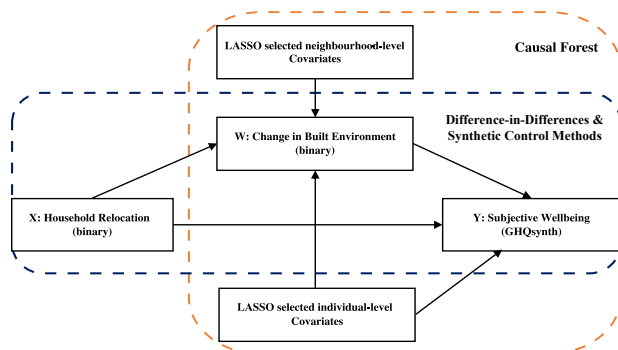 LASSO selected neighbourhood-level
Covariates
Causal Forest
Difference-in-Differences &
Synthetic Control Methods
W: Change in Built Environment
(binary)
X: Household Relocation
(binary)
Y: Subjective Wellbeing
(GHQsynth)
LASSO selected individual-level
Covariates